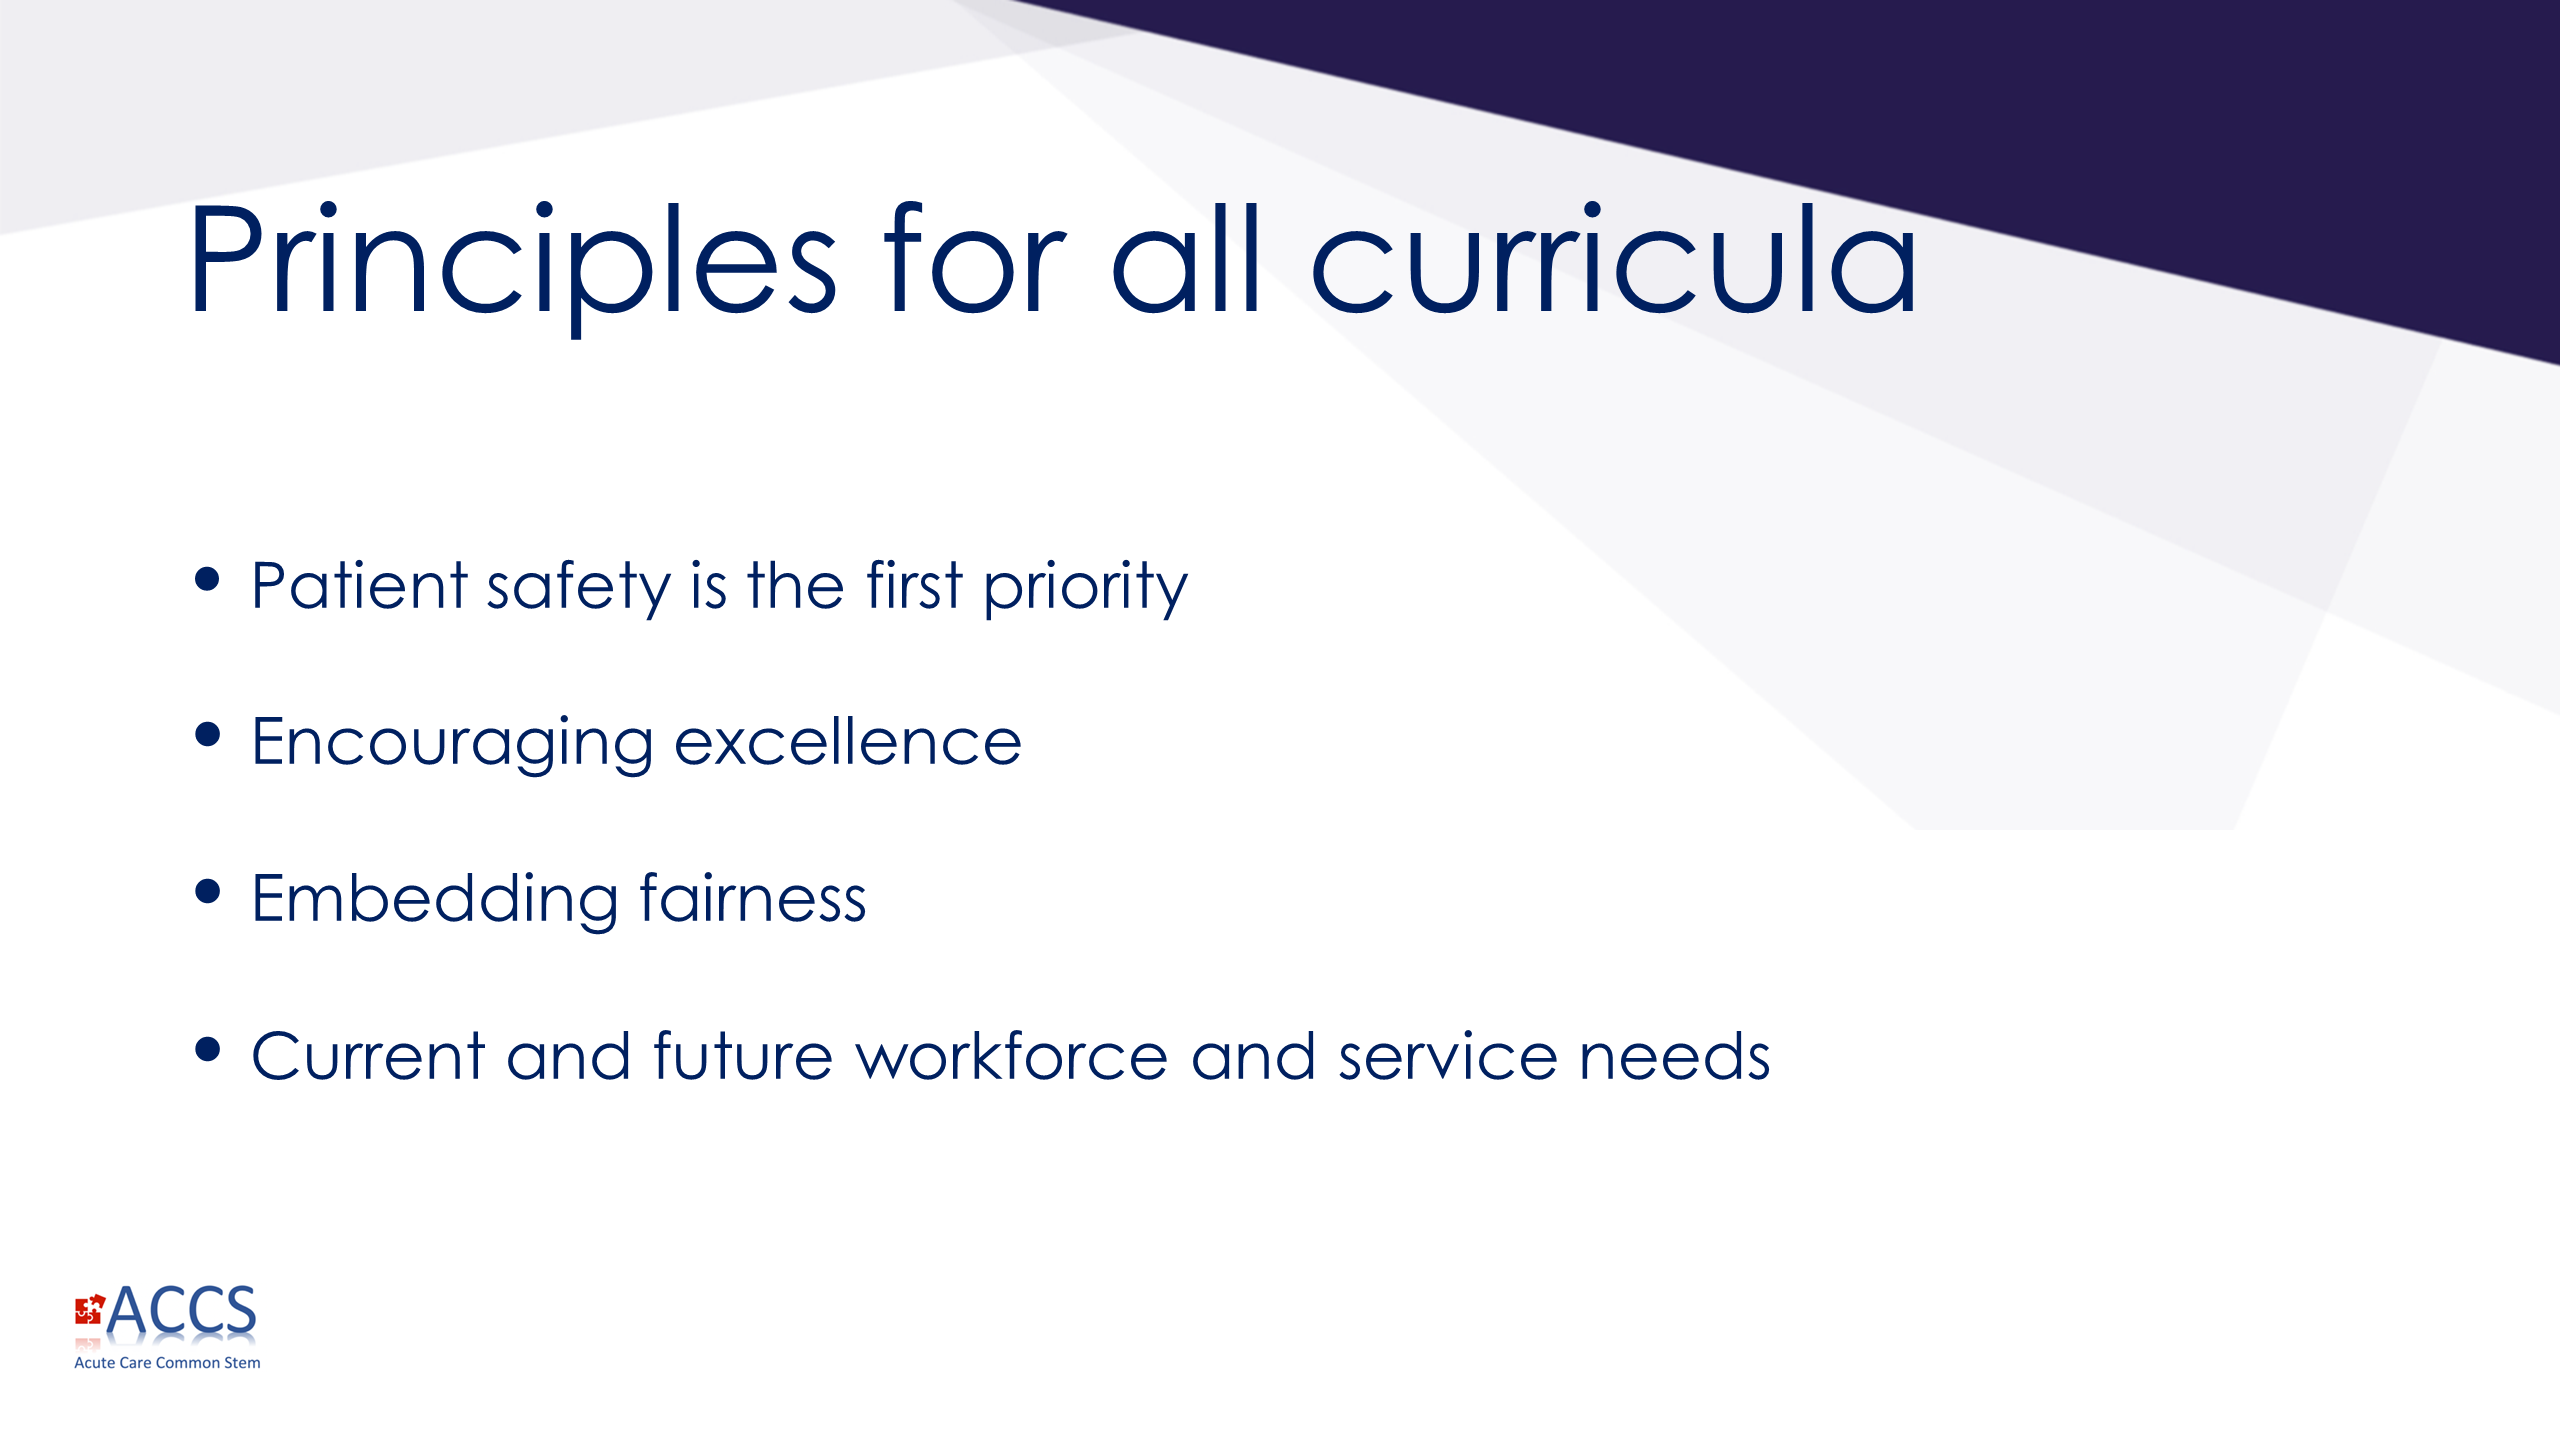 Principles for all curricula
• Patient safety is the first priority
• Encouraging excellence
• Embedding fairness
• Current and future workforce and service needs
ACCS
Acute Care Common Stem